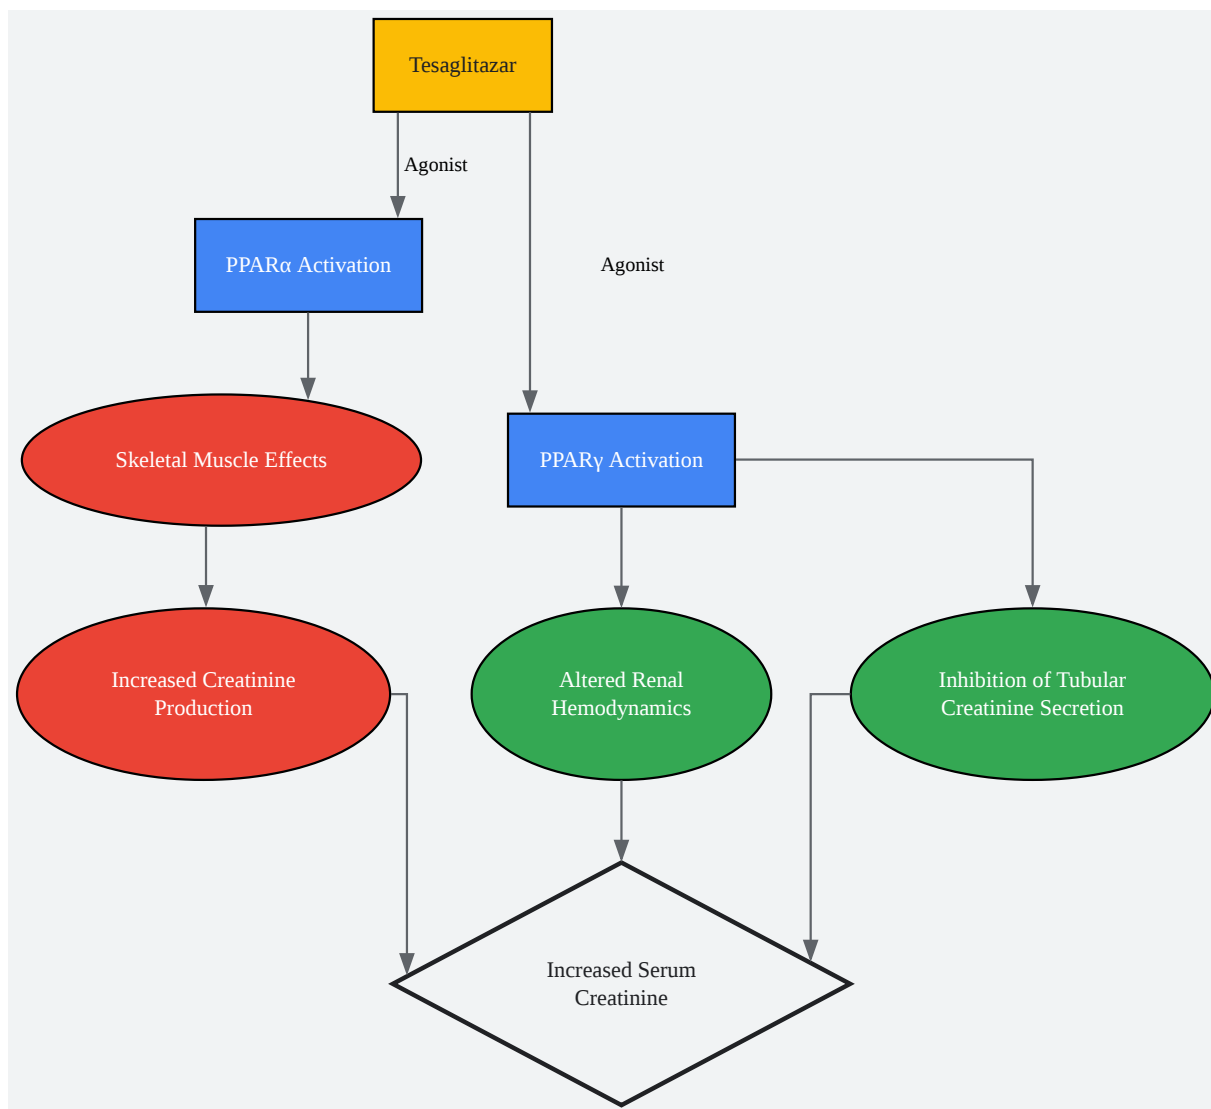 Tesaglitazar
Agonist
PPARα Activation
Agonist
Skeletal Muscle Effects
PPARγ Activation
Increased Creatinine
Production
Altered Renal
Hemodynamics
Inhibition of Tubular
Creatinine Secretion
Increased Serum
Creatinine